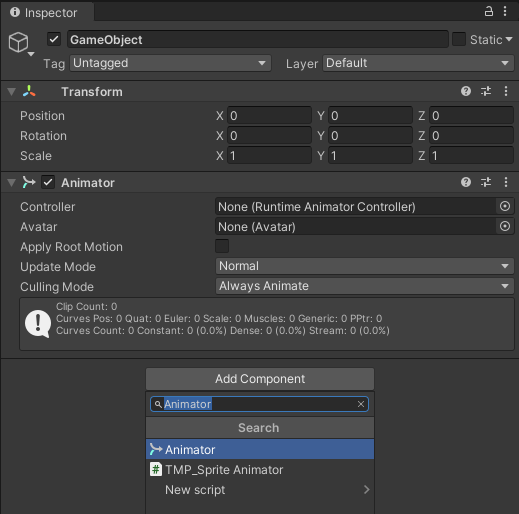 Inspector
GameObject Static
Tag Untagged Layer Default
Transform
Position X 0 Y 0 Z 0
Rotation X 0 Y 0 Z 0
Scale X 1 Y 1 Z 1
Animator
Controller None (Runtime Animator Controller)
Avatar None (Avatar)
Apply Root Motion
Update Mode Normal
Culling Mode Always Animate
Clip Count: 0
Curves Pos: 0 Quat: 0 Euler: 0 Scale: 0 Muscles: 0 Generic: 0 PPtr: 0
Curves Count: 0 Constant: 0 (0.0%) Dense: 0 (0.0%) Stream: 0 (0.0%)
Add Component
Animator
Search
Animator
TMP_Sprite Animator
New script